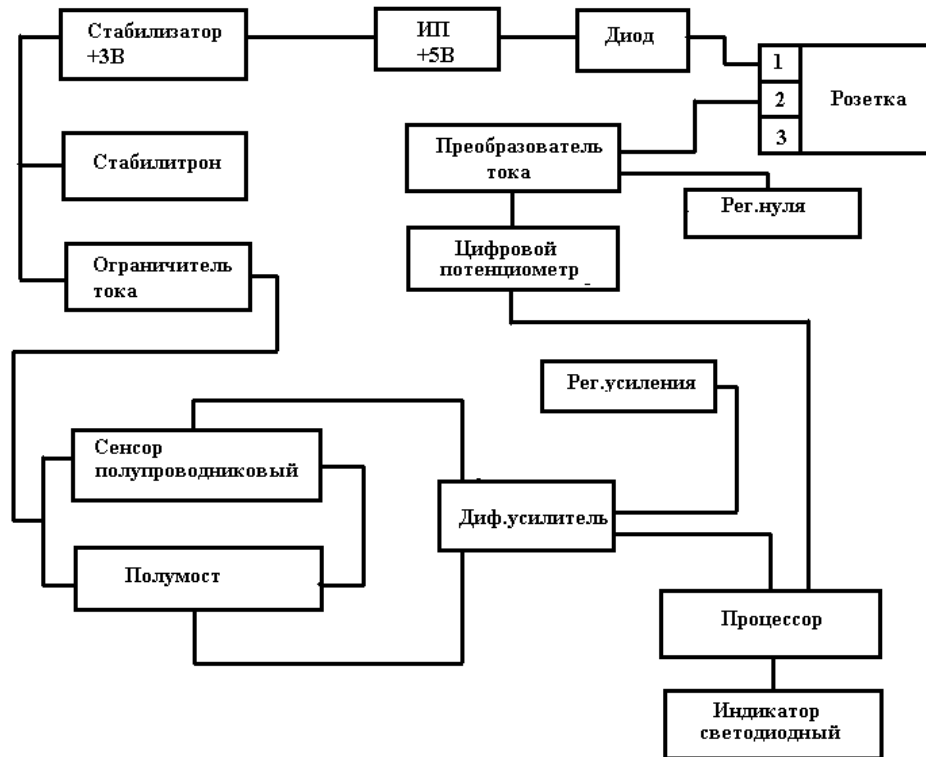 Стабилизатор
+3В
ИП
+5В
Диод
1
2
3
Розетка
Стабилитрон
Преобразователь
тока
Рег.нуля
Ограничитель
тока
Цифровой
потенциометр
Рег.усиления
Сенсор
полупроводниковый
Диф.усилитель
Полумост
Процессор
Индикатор
светодиодный